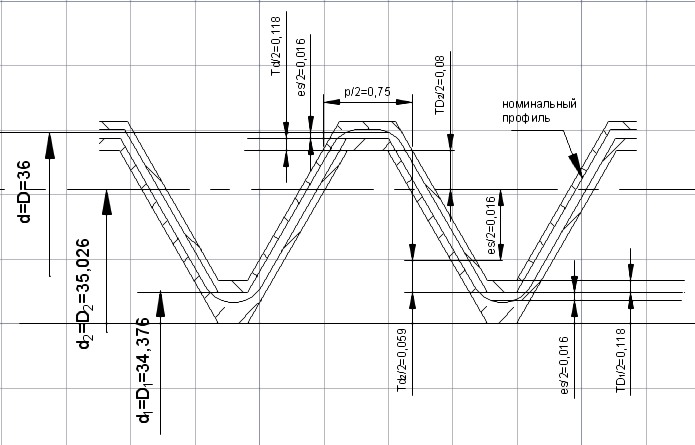 Td/2=0,118
es/2=0,016
p/2=0,75
TD2/2=0,08
номинальный
профиль
d=D=36
d2=D2=35,026
d1=D1=34,376
es/2=0,016
Td2/2=0,059
es/2=0,016
TD1/2=0,118